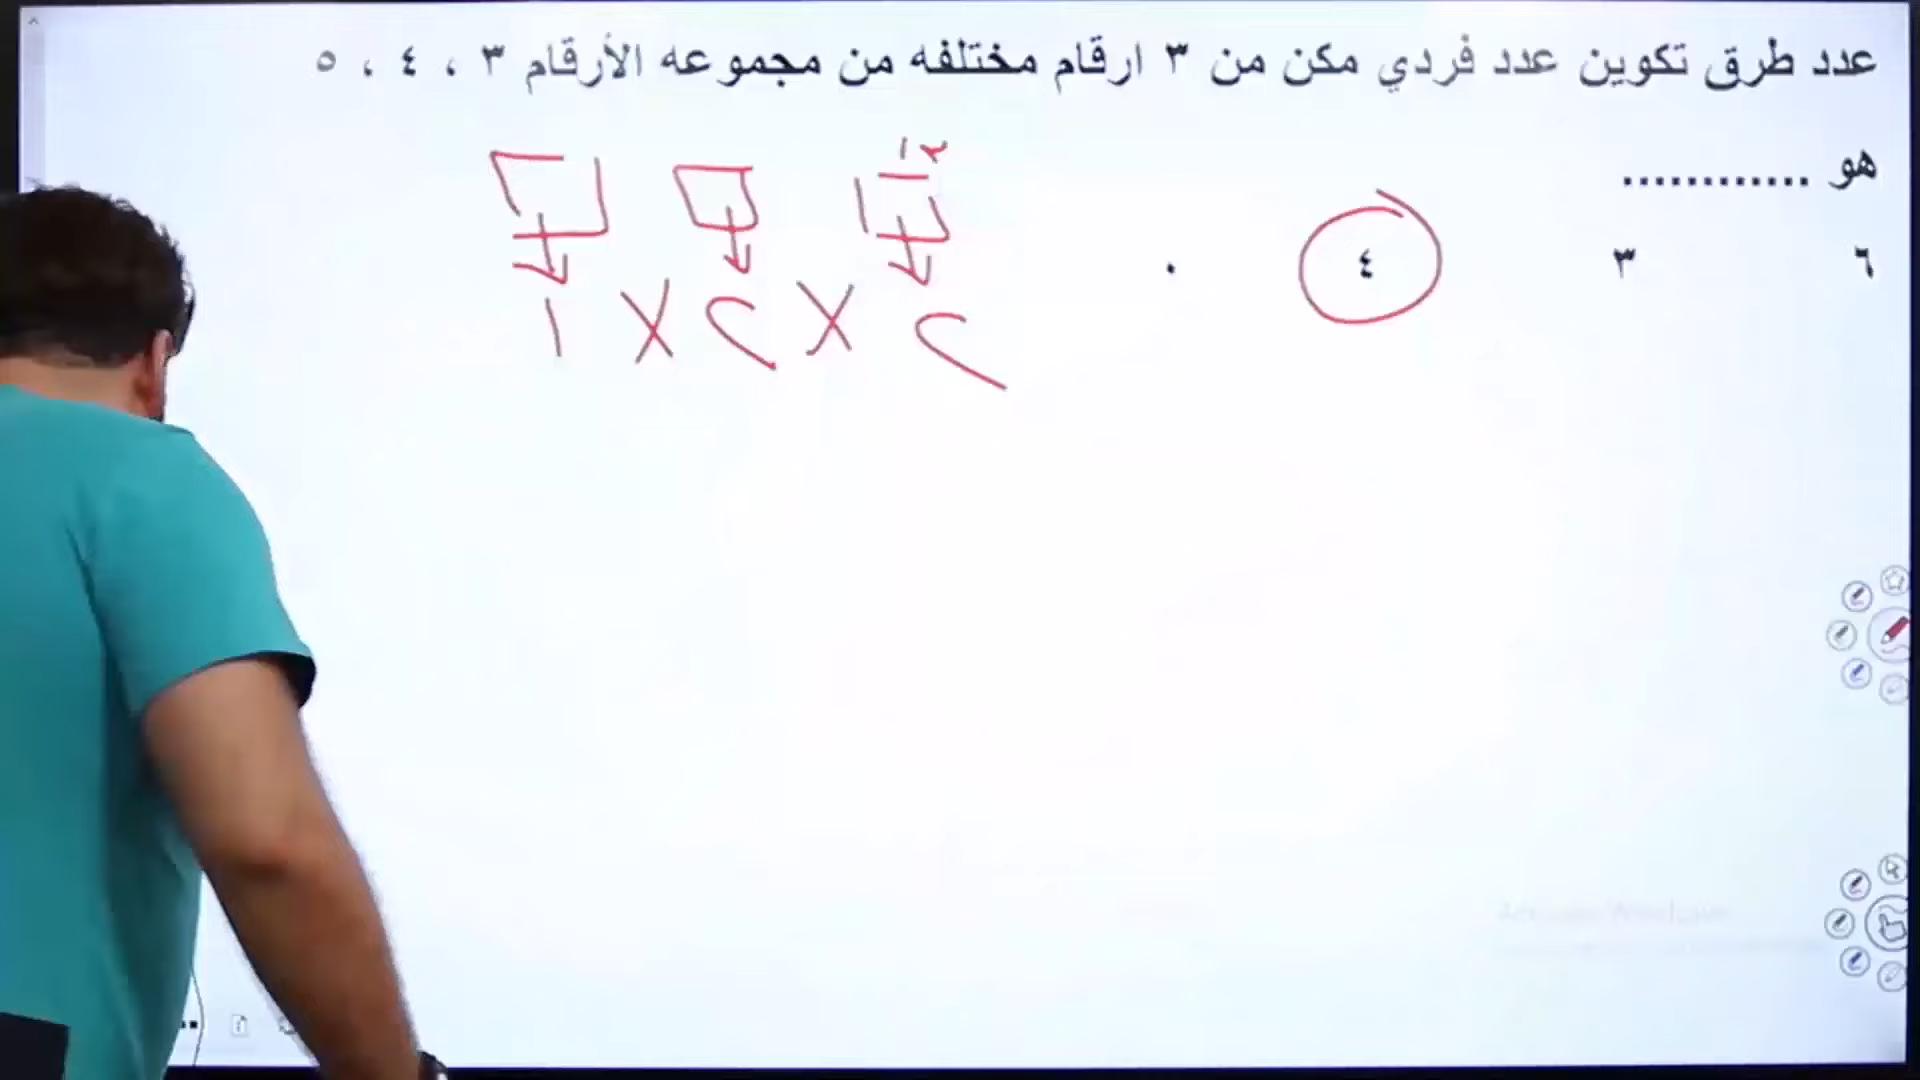 عدد طرق تكوين عدد فردي مكن من ٣ ارقام مختلفه من مجموعه الأرقام ٣ ، ٤ ، ٥
هو ............
٦ ٣ ٤ ٠
١ × ٢ × ٢